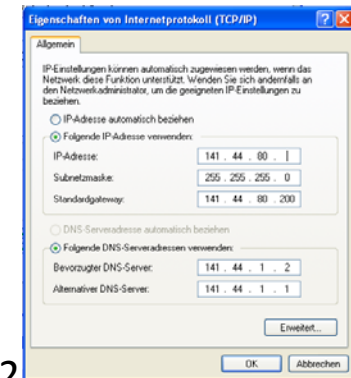 Eigenschaften von Internetprotokoll (TCP/IP)
Allgemein
IP-Einstellungen können automatisch zugewiesen werden, wenn das
Netzwerk diese Funktion unterstützt. Wenden Sie sich andernfalls an
den Netzwerkadministrator, um die geeigneten IP-Einstellungen zu
beziehen.
IP-Adresse automatisch beziehen
Folgende IP-Adresse verwenden:
IP-Adresse: 141 . 44 . 80 .
Subnetzmaske: 255 . 255 . 255 . 0
Standardgateway: 141 . 44 . 80 . 200
DNS-Serveradresse automatisch beziehen
Folgende DNS-Serveradressen verwenden:
Bevorzugter DNS-Server: 141 . 44 . 1 . 2
Alternativer DNS-Server: 141 . 44 . 1 . 1
Erweitert...
OK Abbrechen
2